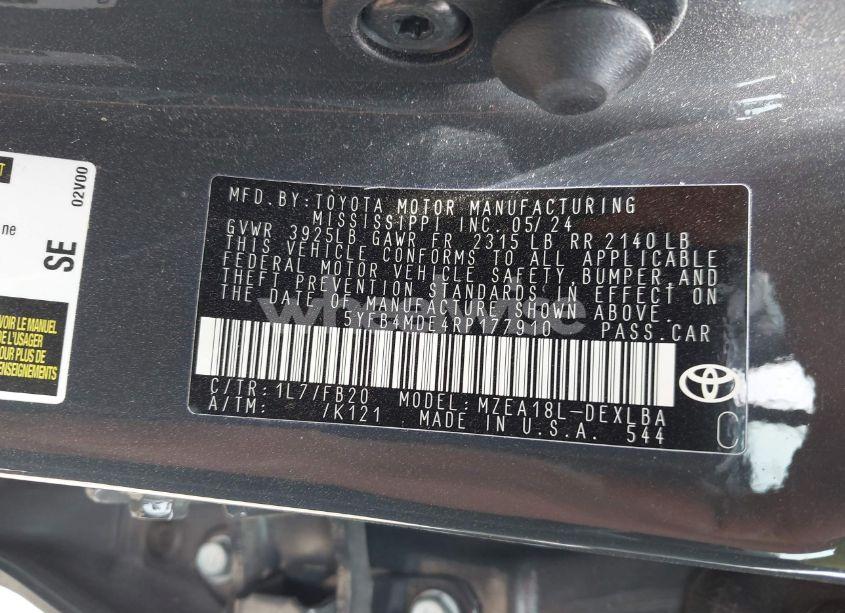 MFD.BY:TOYOTA MOTOR MANUFACTURING
MISSISSIPPI INC. 05/24
GVWR 3925LB GAWR FR 2315 LB RR 2140 LB
THIS VEHICLE CONFORMS TO ALL APPLICABLE
FEDERAL MOTOR VEHICLE SAFETY, BUMPER, AND
THEFT PREVENTION STANDARDS IN EFFECT ON
THE DATE OF MANUFACTURE SHOWN ABOVE.
5YFB4MDE4RP177910 PASS.CAR
C/TR: 1L7/FB20 MODEL: MZEA18L-DEXLBA
A/TM: /K121 MADE IN U.S.A. 544
C
02V00
SE
ne
VOIR LE MANUEL
DE L'USAGER
POUR PLUS DE